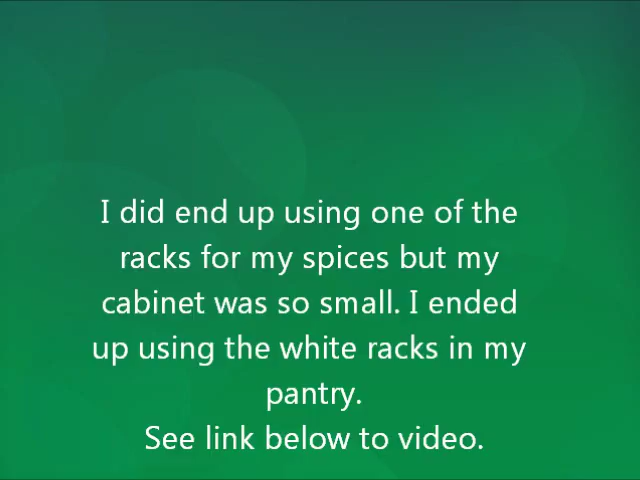 I did end up using one of the
racks for my spices but my
cabinet was so small. I ended
up using the white racks in my
pantry.
See link below to video.